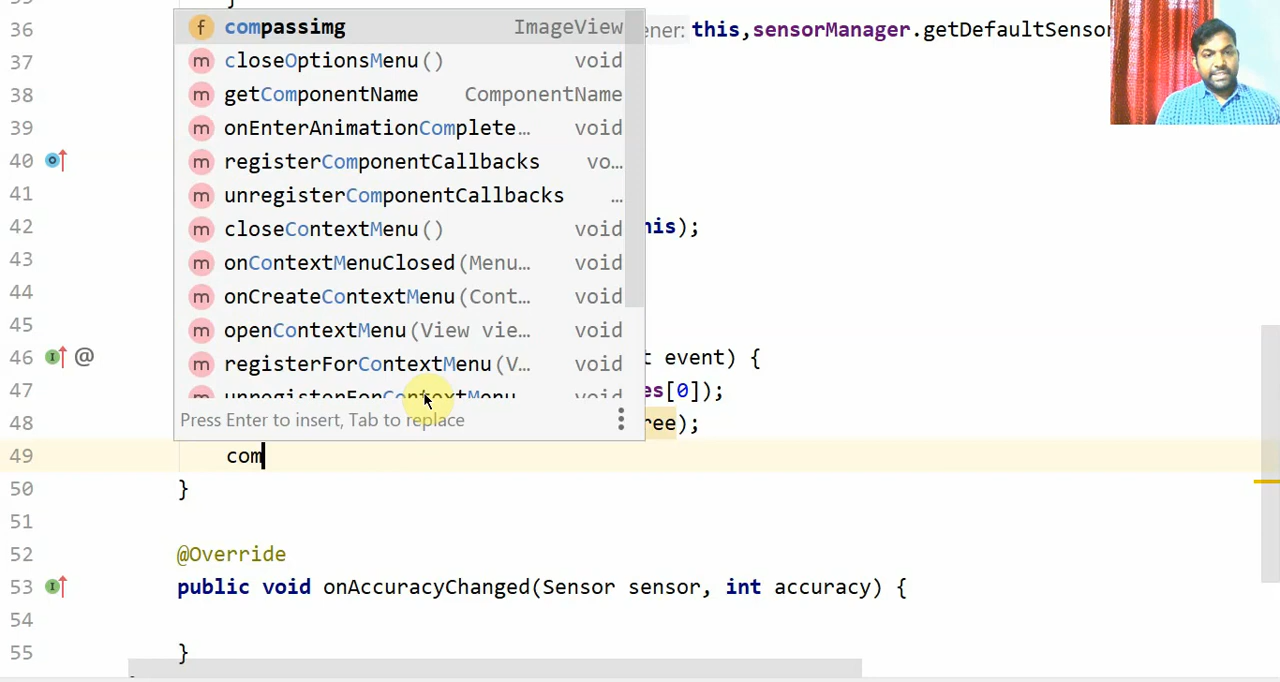 36 ener: this,sensorManager.getDefaultSensor
37
38
39
40
41
42 his);
43
44
45
46 @ t event) {
47 es[0]);
48 ree);
49 com
50 }
51
52 @Override
53 public void onAccuracyChanged(Sensor sensor, int accuracy) {
54
55 }
f compassimg ImageView
m closeOptionsMenu() void
m getComponentName ComponentName
m onEnterAnimationComplete… void
m registerComponentCallbacks vo…
m unregisterComponentCallbacks …
m closeContextMenu() void
m onContextMenuClosed(Menu… void
m onCreateContextMenu(Cont… void
m openContextMenu(View vie… void
m registerForContextMenu(V… void
m unregisterForContextMenu void
Press Enter to insert, Tab to replace